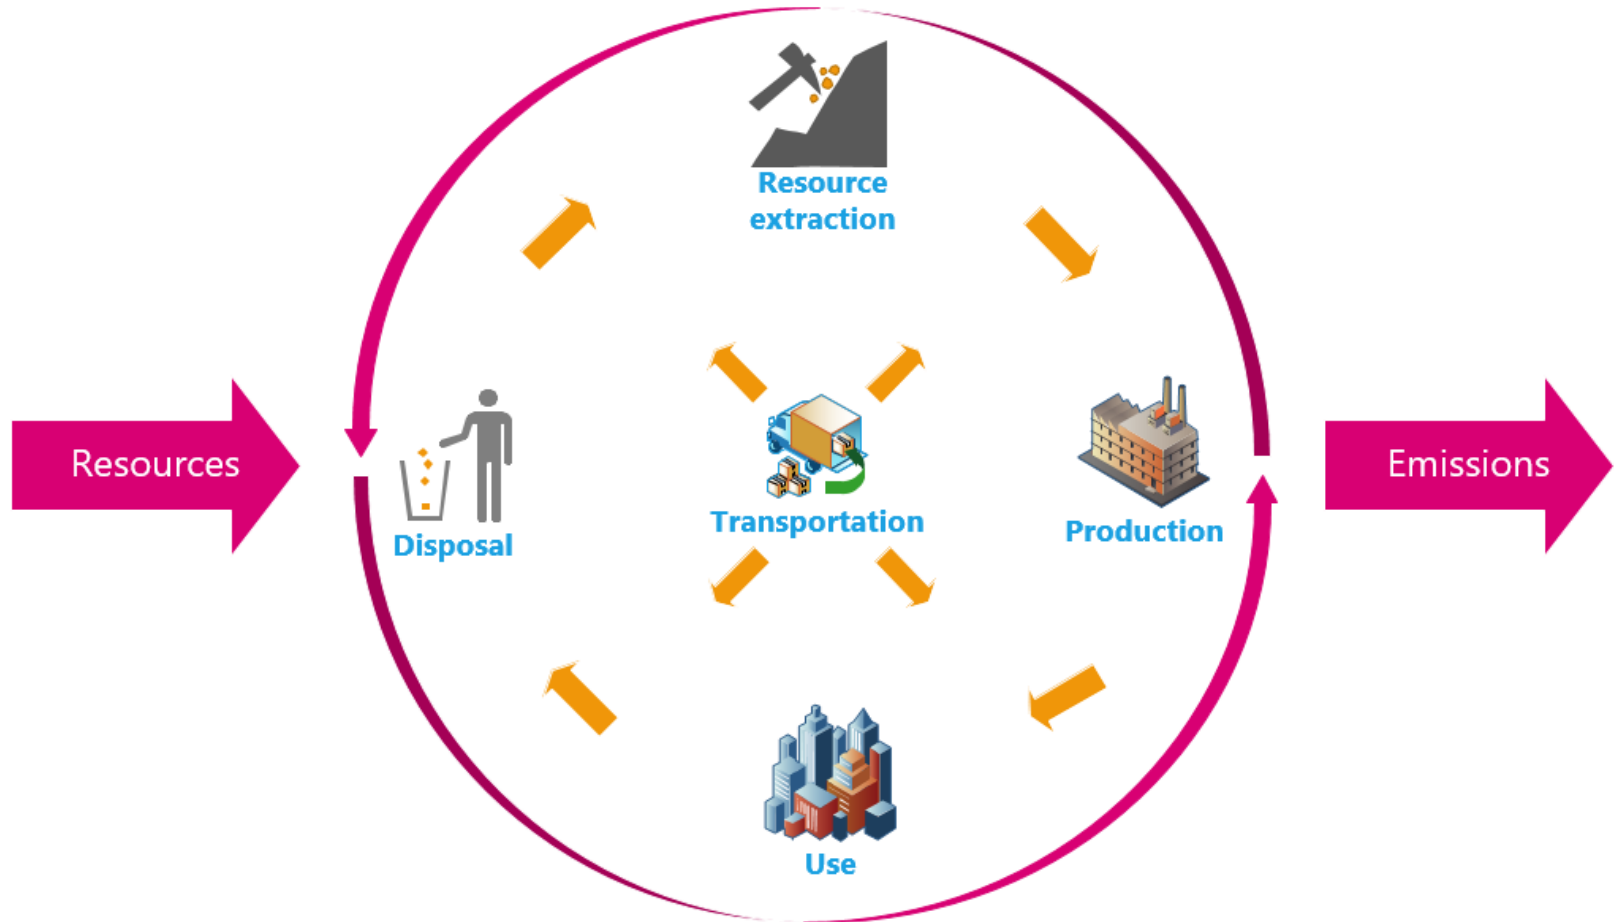 Resource
extraction
Resources
Emissions
Disposal
Transportation
Production
Use